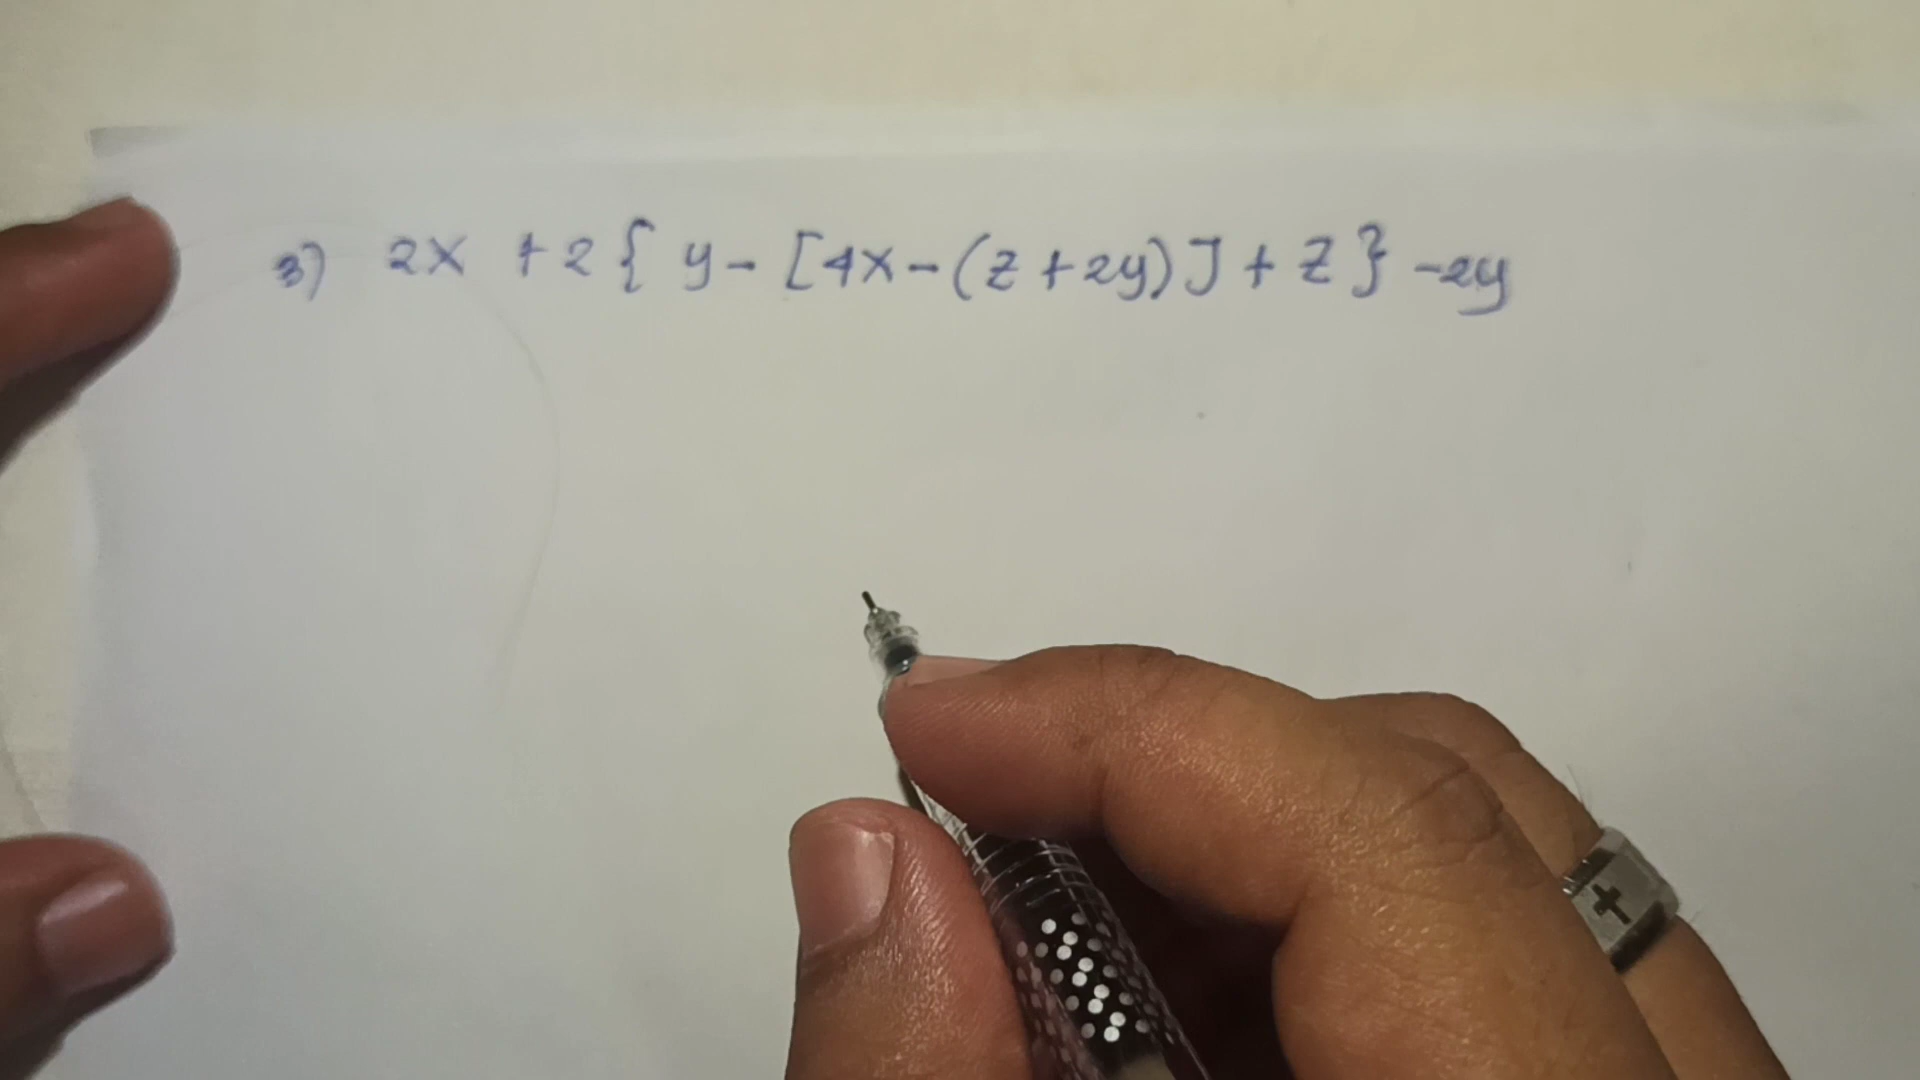 3) 2x + 2 { y - [4x - (z + 2y)] + z } - 2y